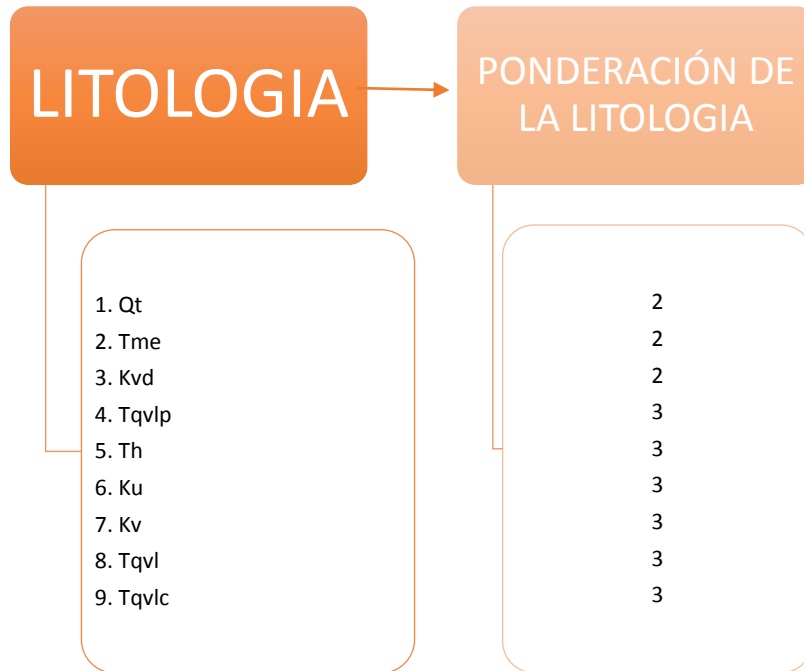 LITOLOGIA
PONDERACIÓN DE
LA LITOLOGIA
1. Qt
2. Tme
3. Kvd
4. Tqvlp
5. Th
6. Ku
7. Kv
8. Tqvl
9. Tqvlc
2
2
2
3
3
3
3
3
3